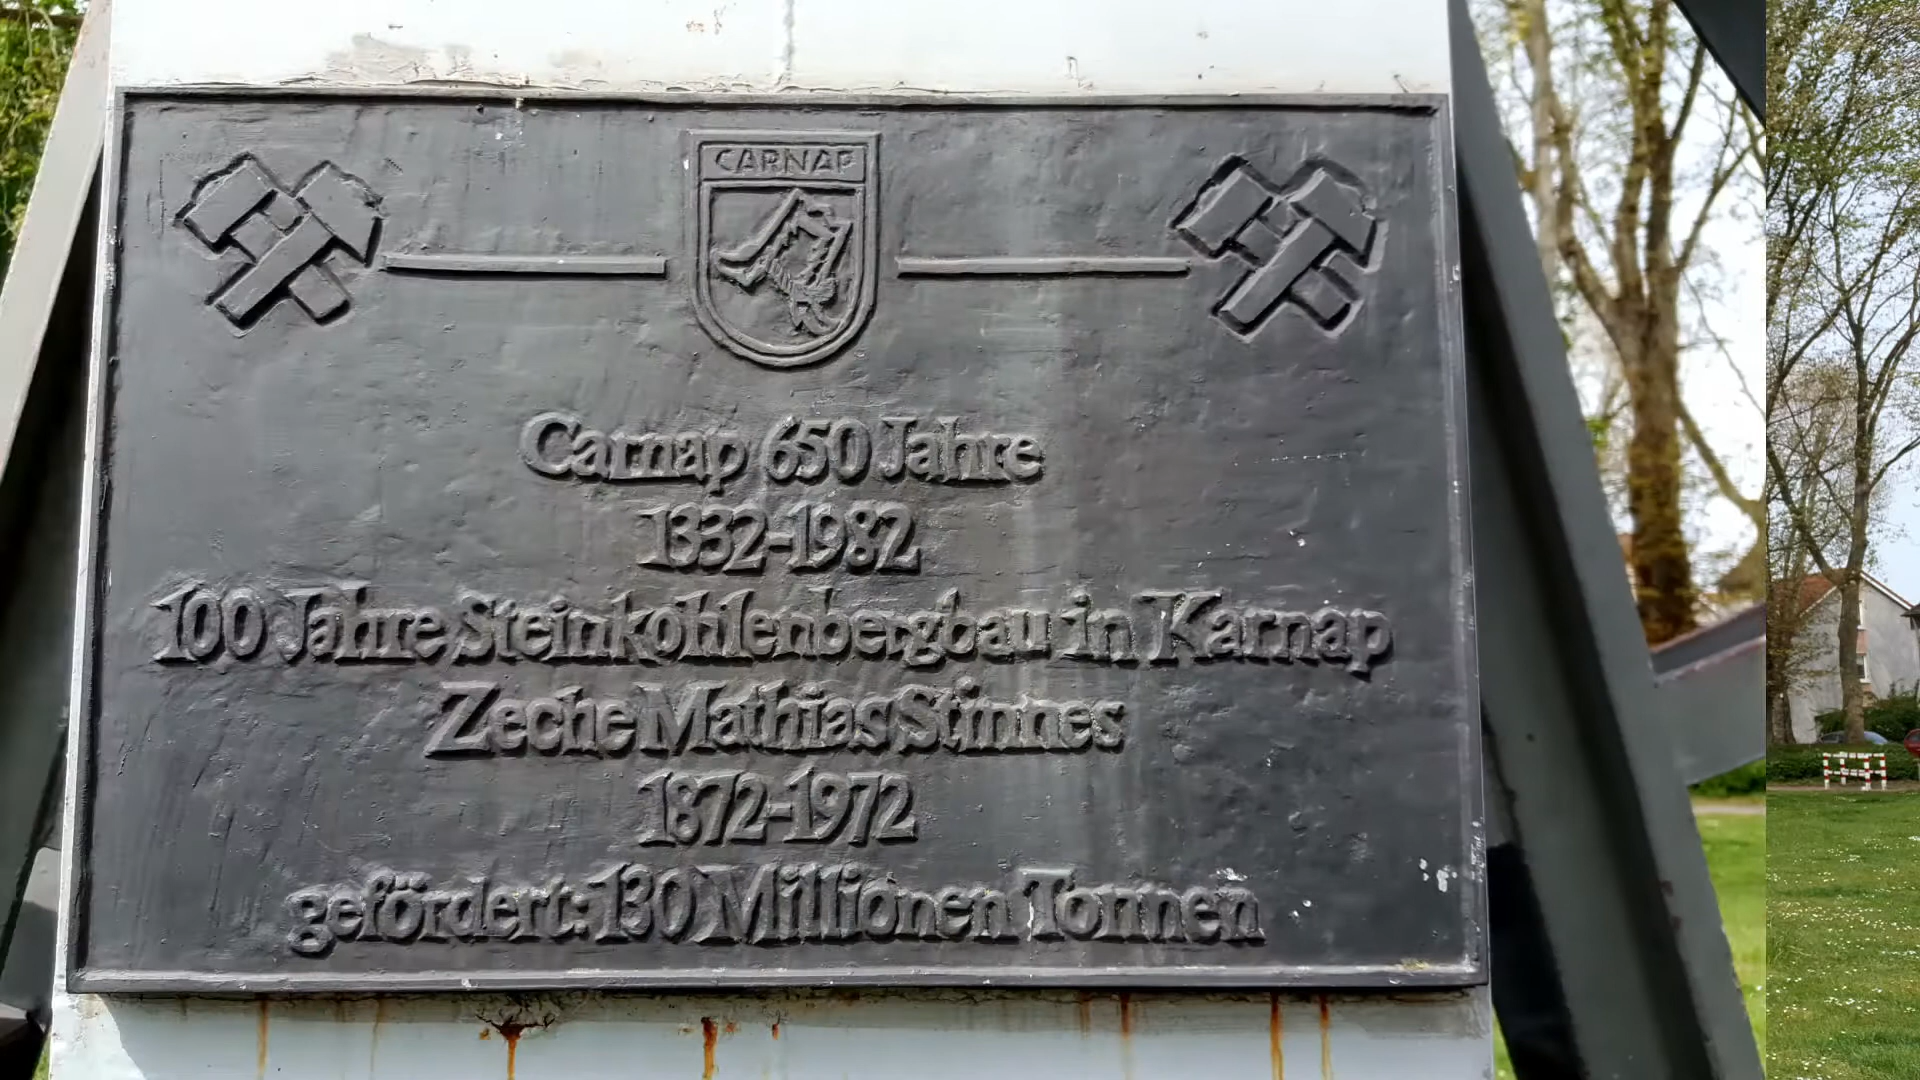 CARNAP
Carnap 650 Jahre
1332-1982
100 Jahre Steinkohlenbergbau in Karnap
Zeche Mathias Stinnes
1872-1972
gefördert: 130 Millionen Tonnen